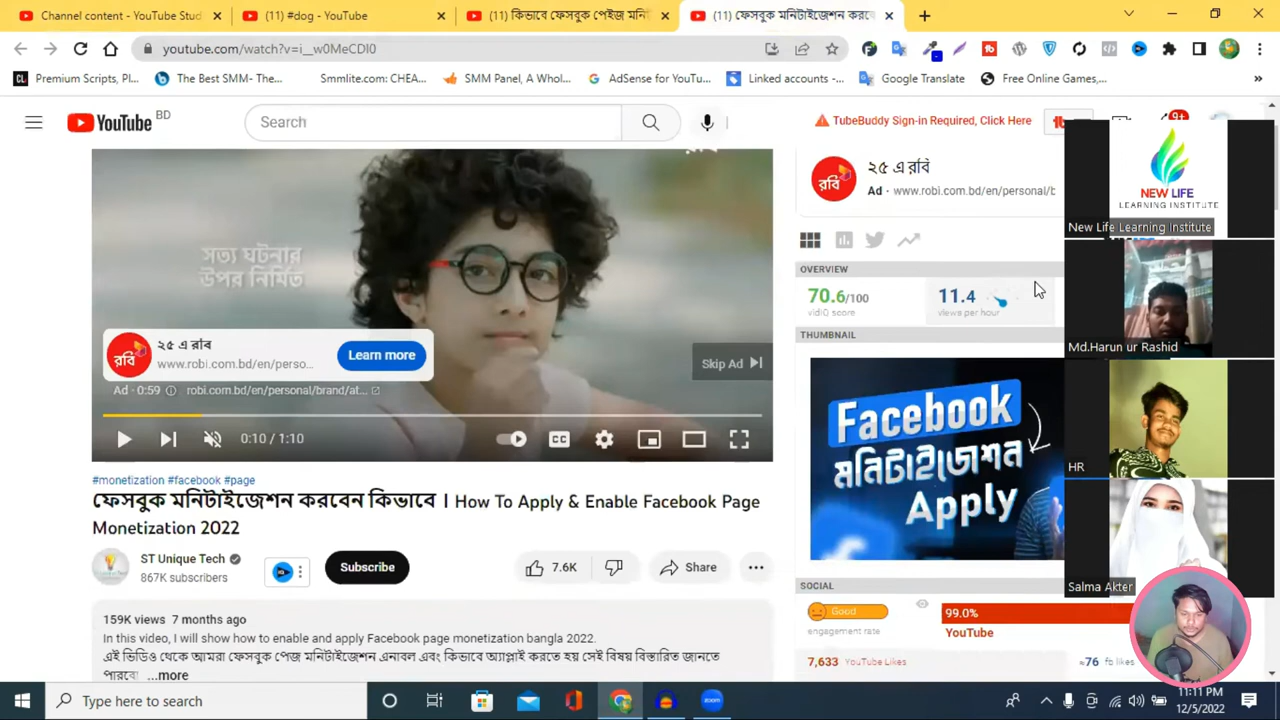 Channel content - YouTube Stud
(11) #dog - YouTube
(11) কিভাবে ফেসবুক পেইজ মনি
(11) ফেসবুক মনিটাইজেশন করবে
youtube.com/watch?v=i__w0MeCDI0
Premium Scripts, Pl...
The Best SMM- The...
Smmlite.com: CHEA...
SMM Panel, A Whol...
AdSense for YouTu...
Linked accounts -...
Google Translate
Free Online Games,...
YouTube BD
Search
TubeBuddy Sign-in Required, Click Here
9+
রবি
২৫ এ রবি
Ad · www.robi.com.bd/en/personal/b
সত্য ঘটনার
উপর নির্মিত
রবি
২৫ এ রবি
www.robi.com.bd/en/perso...
Learn more
Skip Ad
Ad · 0:59
robi.com.bd/en/personal/brand/at...
0:10 / 1:10
CC
#monetization #facebook #page
ফেসবুক মনিটাইজেশন করবেন কিভাবে । How To Apply & Enable Facebook Page
Monetization 2022
ST Unique Tech
867K subscribers
Subscribe
7.6K
Share
159K views 7 months ago
In this video, I will show how to enable and apply Facebook page monetization bangla 2022.
এই ভিডিও থেকে আমরা ফেসবুক পেজ মনিটাইজেশন এনাবল এবং কিভাবে অ্যাপ্লাই করতে হয় সেই বিষয় বিস্তারিত জানতে
পারবে ...more
OVERVIEW
70.6/100
vidIQ score
11.4
views per hour
THUMBNAIL
Facebook
মনিটাইজেশন
Apply
SOCIAL
Good
engagement rate
99.0%
YouTube
7,633 YouTube Likes
≈76 fb likes
NEW LIFE
LEARNING INSTITUTE
New Life Learning Institute
Md.Harun ur Rashid
HR
Salma Akter
Type here to search
zoom
11:11 PM
12/5/2022